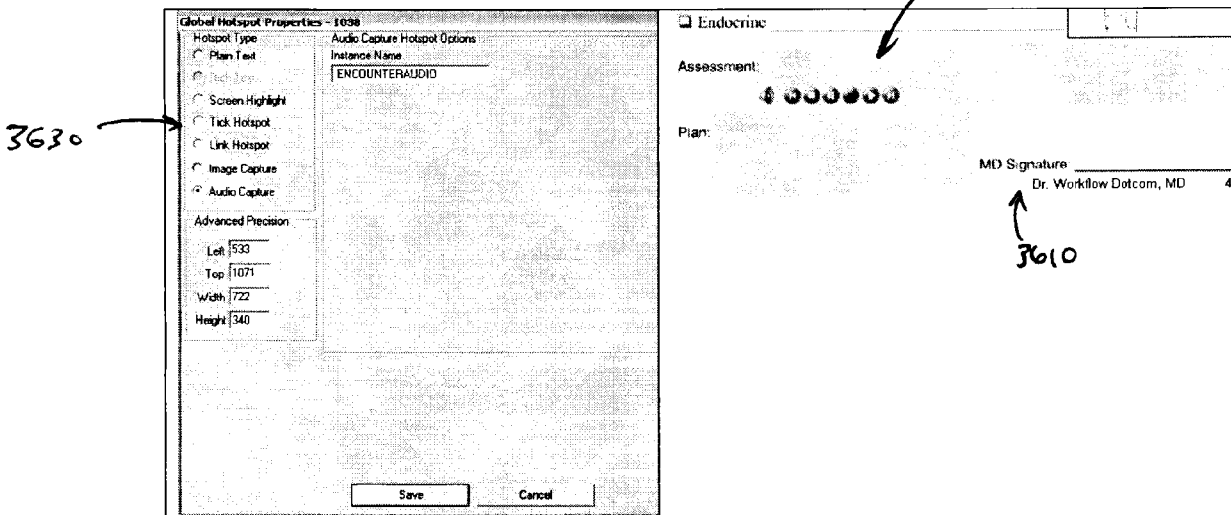 Global Hotspot Properties - 1038
Hotspot Type
Plain Text
Screen Highlight
Tick Hotspot
Link Hotspot
Image Capture
Audio Capture
Advanced Precision
Left 533
Top 1071
Width 722
Height 340
Audio Capture Hotspot Options
Instance Name
ENCOUNTERAUDIO
Save Cancel
3630
Endocrine
Assessment:
Plan:
MD Signature
Dr. Workflow Dotcom, MD 4
3610